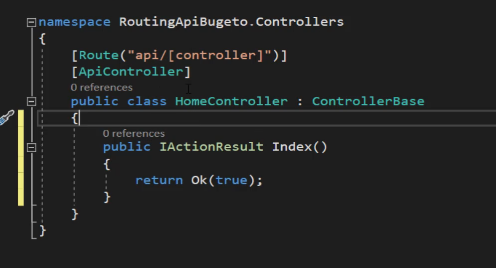 namespace RoutingApiBugeto.Controllers
{
[Route("api/[controller]")]
[ApiController]
0 references
public class HomeController : ControllerBase
{
0 references
public IActionResult Index()
{
return Ok(true);
}
}
}